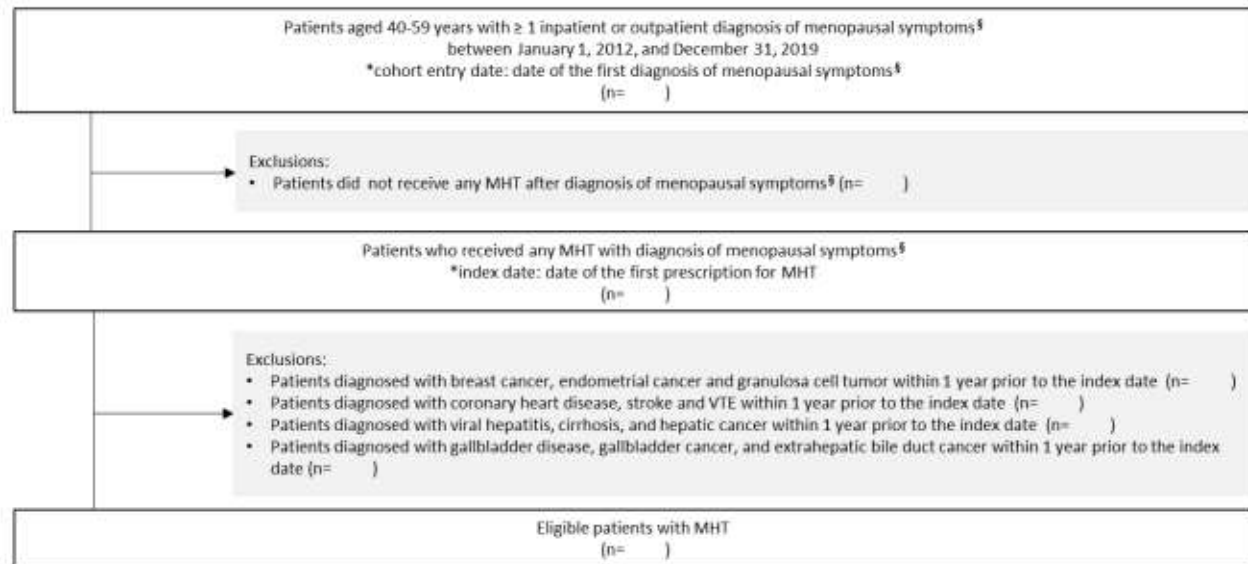 Patients aged 40-59 years with ≥ 1 inpatient or outpatient diagnosis of menopausal symptoms§
between January 1, 2012, and December 31, 2019
*cohort entry date: date of the first diagnosis of menopausal symptoms§
(n= )
Exclusions:
• Patients did not receive any MHT after diagnosis of menopausal symptoms§ (n= )
Patients who received any MHT with diagnosis of menopausal symptoms§
*index date: date of the first prescription for MHT
(n= )
Exclusions:
• Patients diagnosed with breast cancer, endometrial cancer and granulosa cell tumor within 1 year prior to the index date (n= )
• Patients diagnosed with coronary heart disease, stroke and VTE within 1 year prior to the index date (n= )
• Patients diagnosed with viral hepatitis, cirrhosis, and hepatic cancer within 1 year prior to the index date (n= )
• Patients diagnosed with gallbladder disease, gallbladder cancer, and extrahepatic bile duct cancer within 1 year prior to the index
date (n= )
Eligible patients with MHT
(n= )